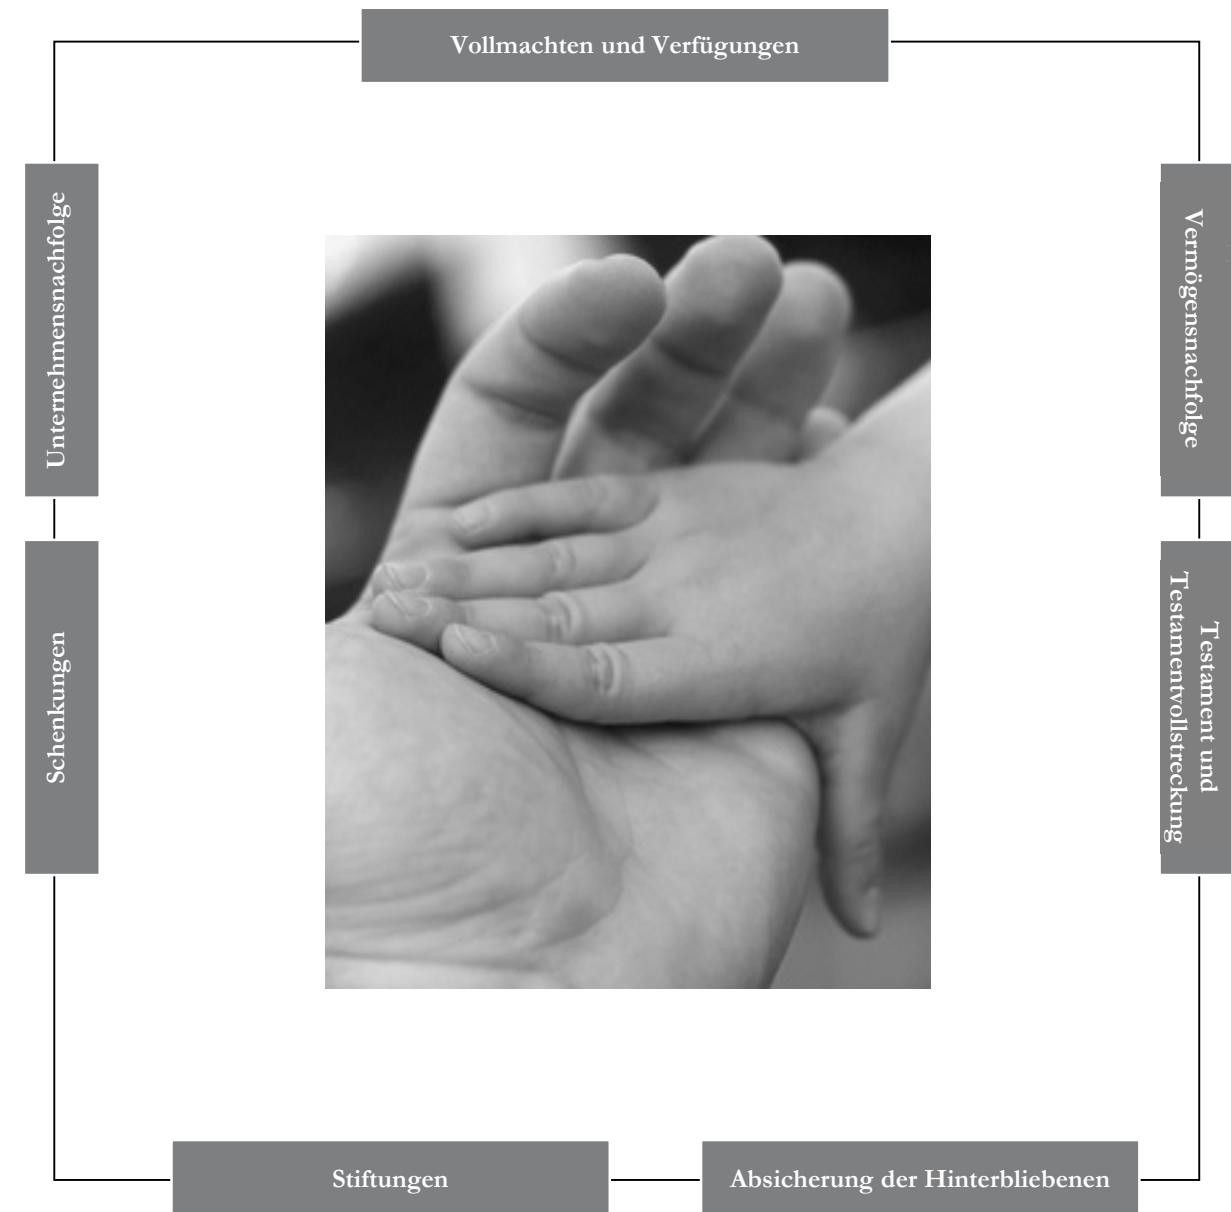 Vollmachten und Verfügungen
Unternehmensnachfolge
Vermögensnachfolge
Schenkungen
Testament und
Testamentvollstreckung
Stiftungen
Absicherung der Hinterbliebenen